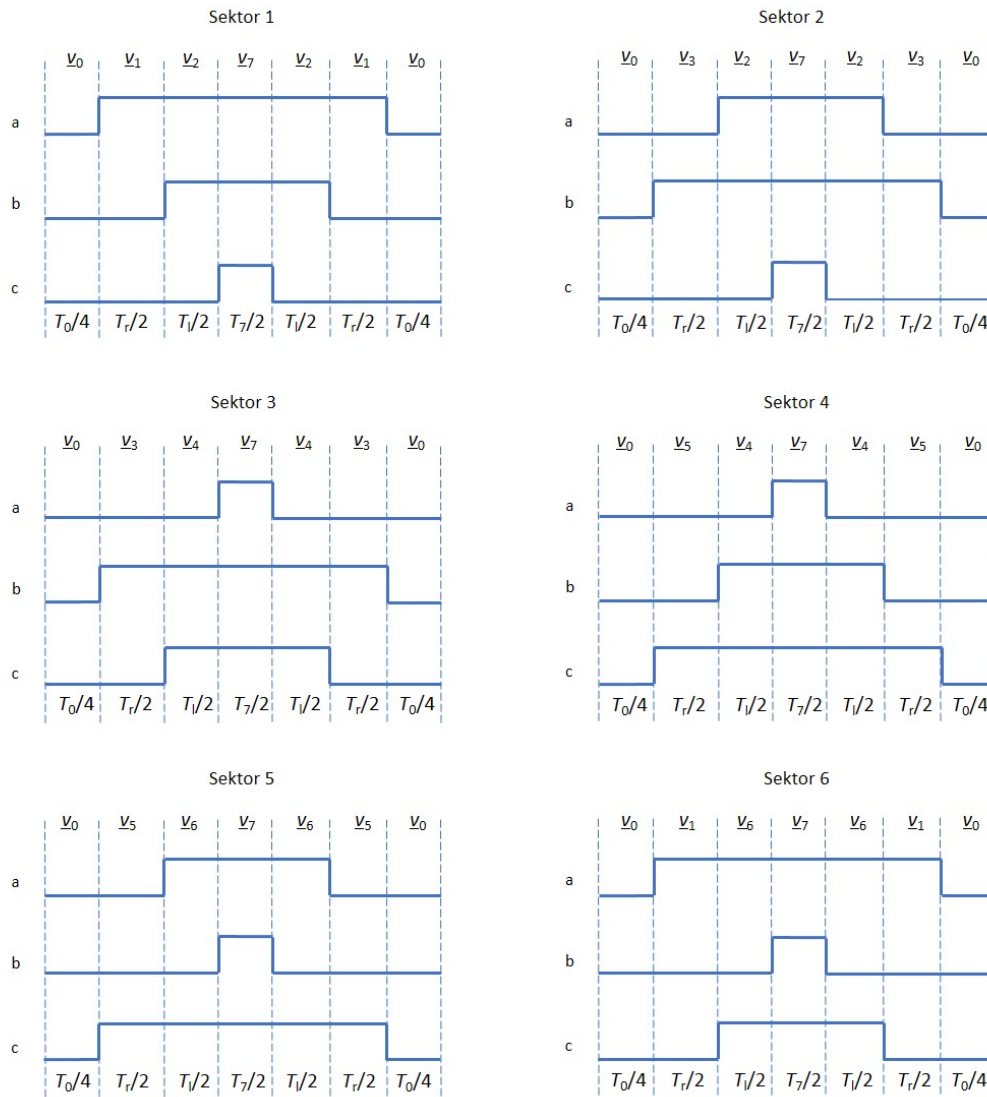 Sektor 1
v0 v1 v2 v7 v2 v1 v0
a
b
c
T0/4 Tr/2 Tl/2 T7/2 Tl/2 Tr/2 T0/4
Sektor 2
v0 v3 v2 v7 v2 v3 v0
a
b
c
T0/4 Tr/2 Tl/2 T7/2 Tl/2 Tr/2 T0/4
Sektor 3
v0 v3 v4 v7 v4 v3 v0
a
b
c
T0/4 Tr/2 Tl/2 T7/2 Tl/2 Tr/2 T0/4
Sektor 4
v0 v5 v4 v7 v4 v5 v0
a
b
c
T0/4 Tr/2 Tl/2 T7/2 Tl/2 Tr/2 T0/4
Sektor 5
v0 v5 v6 v7 v6 v5 v0
a
b
c
T0/4 Tr/2 Tl/2 T7/2 Tl/2 Tr/2 T0/4
Sektor 6
v0 v1 v6 v7 v6 v1 v0
a
b
c
T0/4 Tr/2 Tl/2 T7/2 Tl/2 Tr/2 T0/4